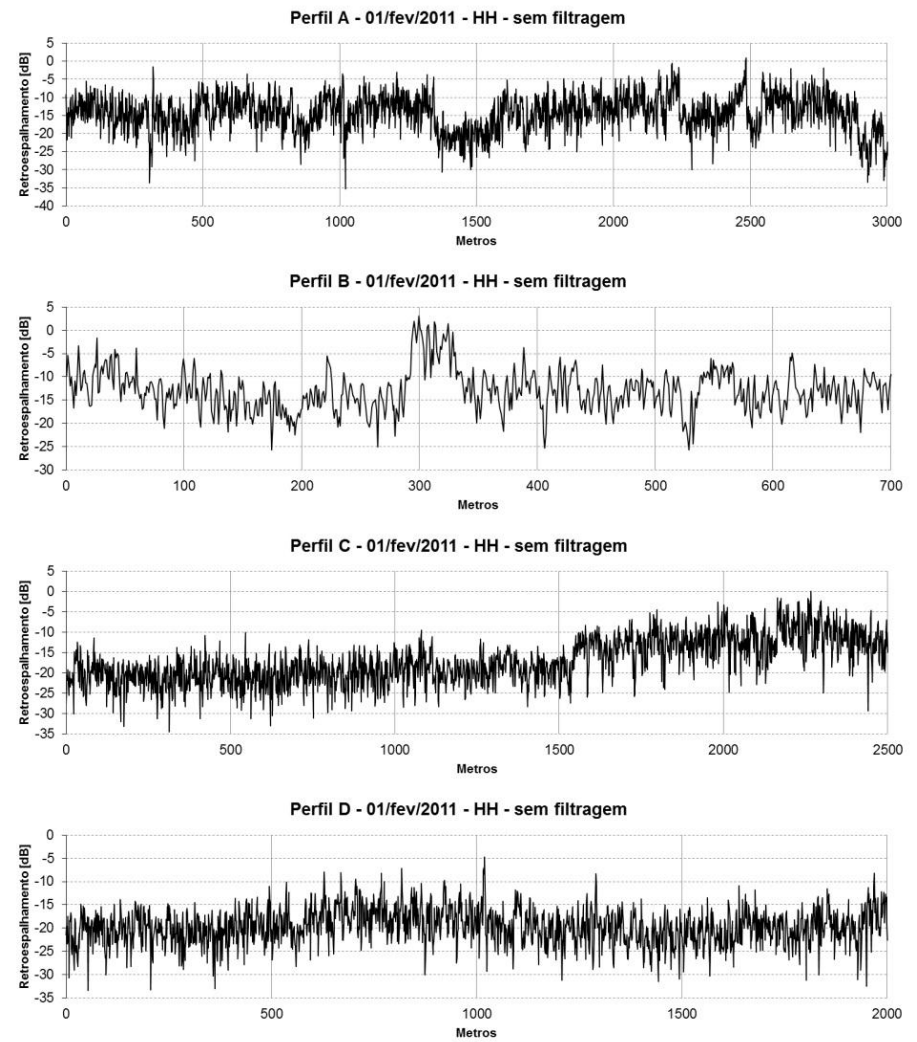 Perfil A - 01/fev/2011 - HH - sem filtragem
Retroespalhamento [dB]
5
0
-5
-10
-15
-20
-25
-30
-35
-40
0 500 1000 1500 2000 2500 3000
Metros
Perfil B - 01/fev/2011 - HH - sem filtragem
Retroespalhamento [dB]
5
0
-5
-10
-15
-20
-25
-30
0 100 200 300 400 500 600 700
Metros
Perfil C - 01/fev/2011 - HH - sem filtragem
Retroespalhamento [dB]
5
0
-5
-10
-15
-20
-25
-30
-35
0 500 1000 1500 2000 2500
Metros
Perfil D - 01/fev/2011 - HH - sem filtragem
Retroespalhamento [dB]
0
-5
-10
-15
-20
-25
-30
-35
0 500 1000 1500 2000
Metros